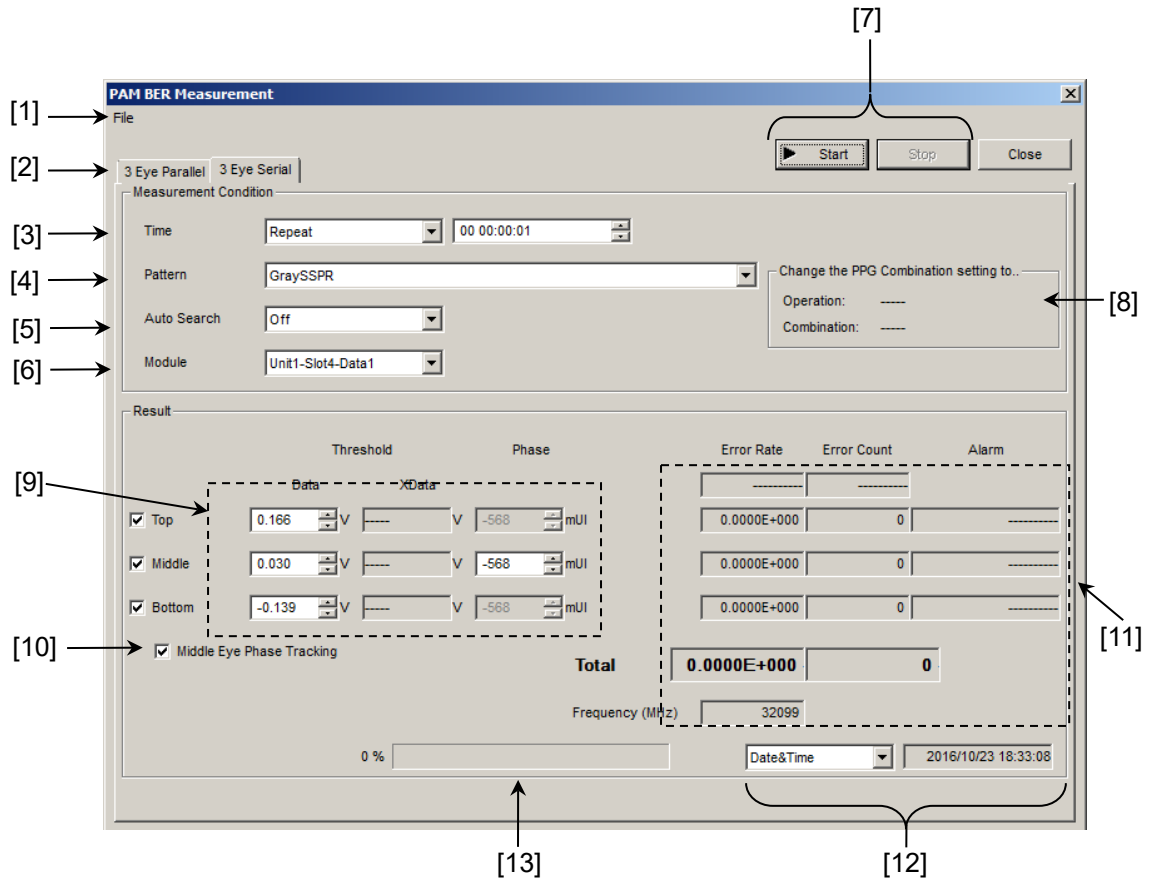 [7]
PAM BER Measurement
[1] File
Start Stop Close
[2] 3 Eye Parallel 3 Eye Serial
Measurement Condition
[3] Time Repeat 00 00:00:01
[4] Pattern GraySSPR Change the PPG Combination setting to..
Operation: ----- [8]
[5] Auto Search Off
Combination: -----
[6] Module Unit1-Slot4-Data1
Result
Threshold Phase Error Rate Error Count Alarm
[9] Data XData ---------- ----------
Top 0.166 V ----- V -568 mUI 0.0000E+000 0 ----------
Middle 0.030 V ----- V -568 mUI 0.0000E+000 0 ----------
Bottom -0.139 V ----- V -568 mUI 0.0000E+000 0 ----------
[11]
[10] Middle Eye Phase Tracking
Total 0.0000E+000 0
Frequency (MHz) 32099
0 % Date&Time 2016/10/23 18:33:08
[13] [12]